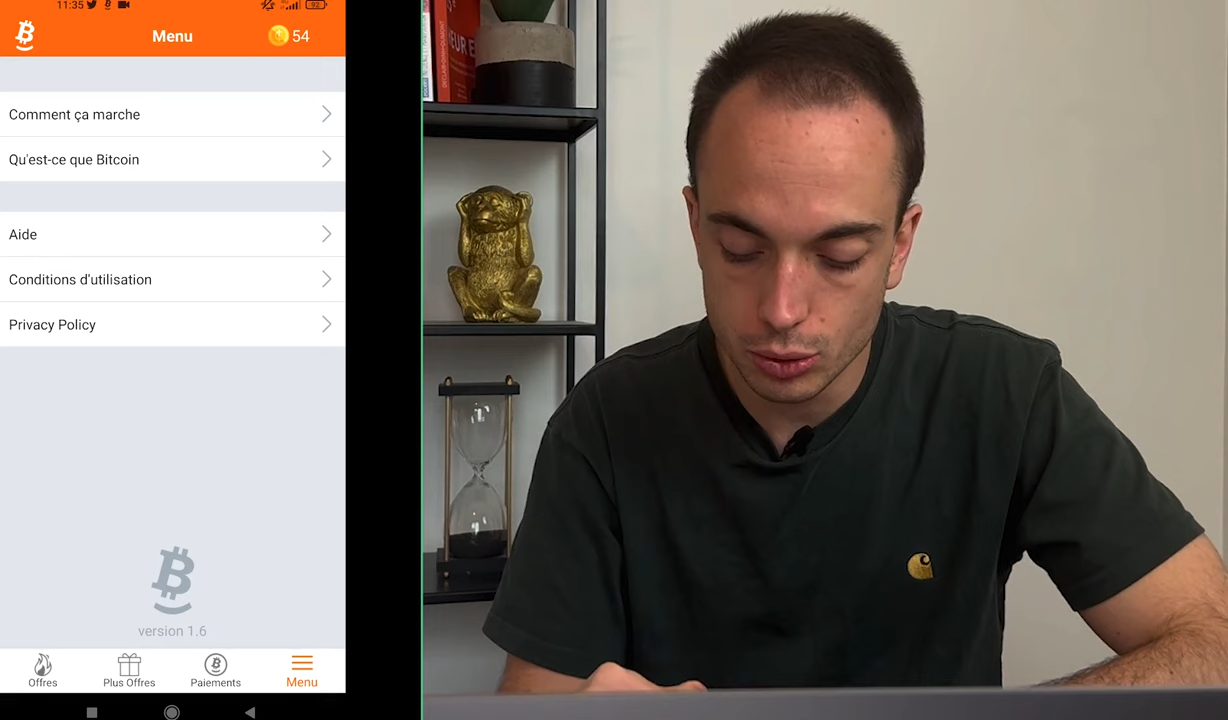 11:35
92
Menu
54
Comment ça marche
Qu'est-ce que Bitcoin
Aide
Conditions d'utilisation
Privacy Policy
version 1.6
Offres
Plus Offres
Paiements
Menu